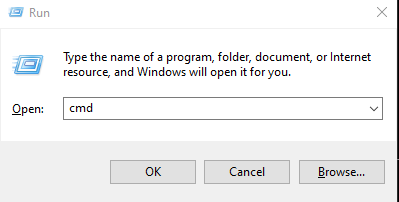 Run
Type the name of a program, folder, document, or Internet
resource, and Windows will open it for you.
Open: cmd
OK Cancel Browse...